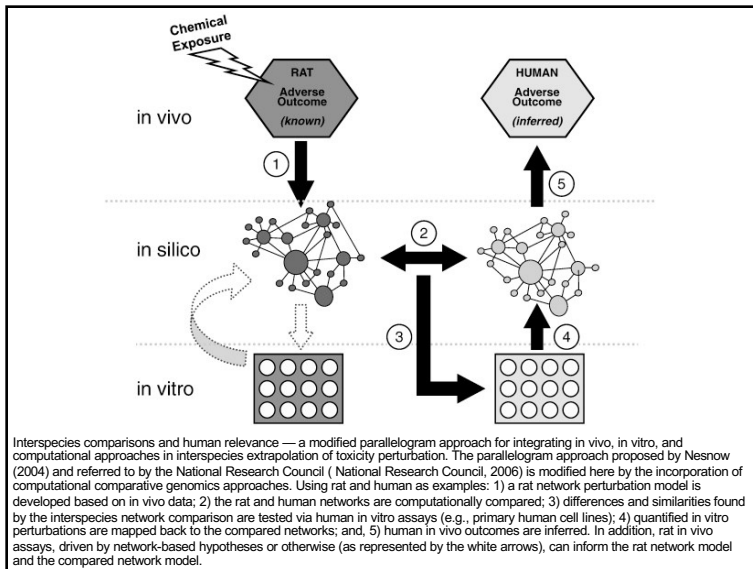 Chemical
Exposure
RAT
Adverse
Outcome
(known)
HUMAN
Adverse
Outcome
(inferred)
in vivo
1
5
in silico
2
3
4
in vitro
Interspecies comparisons and human relevance — a modified parallelogram approach for integrating in vivo, in vitro, and
computational approaches in interspecies extrapolation of toxicity perturbation. The parallelogram approach proposed by Nesnow
(2004) and referred to by the National Research Council ( National Research Council, 2006) is modified here by the incorporation of
computational comparative genomics approaches. Using rat and human as examples: 1) a rat network perturbation model is
developed based on in vivo data; 2) the rat and human networks are computationally compared; 3) differences and similarities found
by the interspecies network comparison are tested via human in vitro assays (e.g., primary human cell lines); 4) quantified in vitro
perturbations are mapped back to the compared networks; and, 5) human in vivo outcomes are inferred. In addition, rat in vivo
assays, driven by network-based hypotheses or otherwise (as represented by the white arrows), can inform the rat network model
and the compared network model.